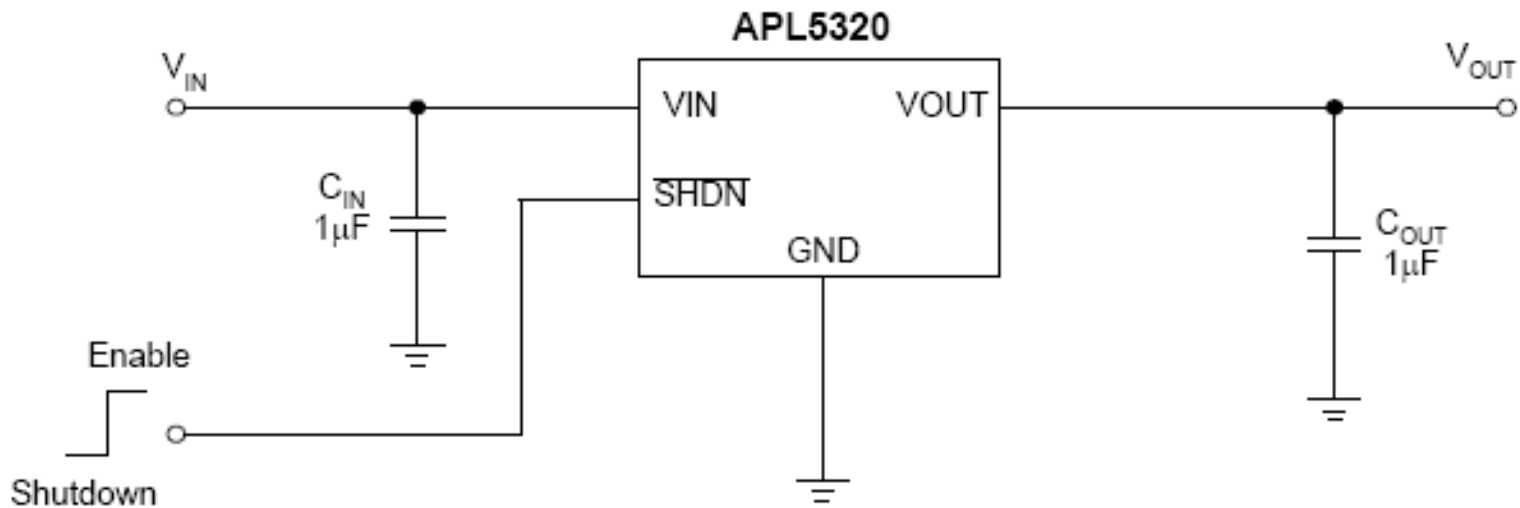 APL5320
VIN
VOUT
VIN
VOUT
SHDN
CIN
1μF
GND
COUT
1μF
Enable
Shutdown